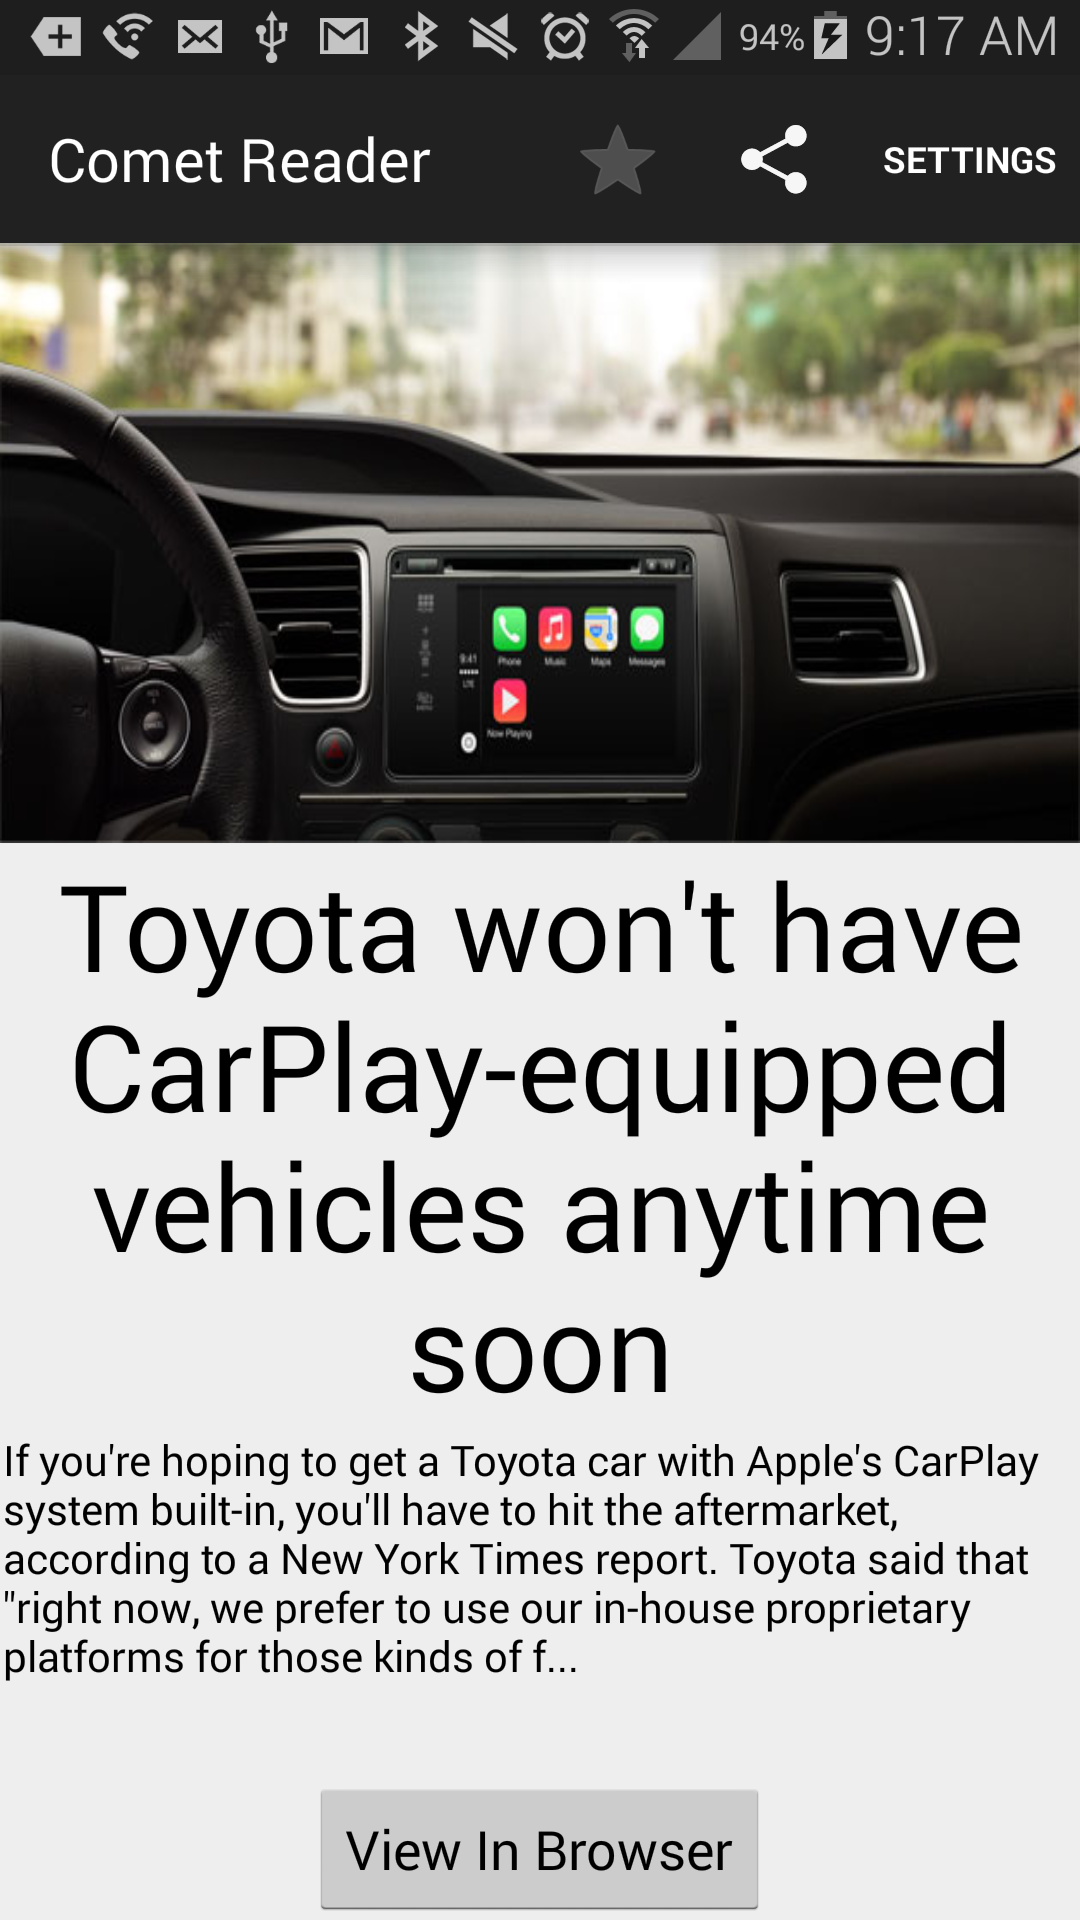 94% 9:17 AM
Comet Reader SETTINGS
9:41
LTE
Phone Music Maps Messages
Now Playing
Toyota won't have
CarPlay-equipped
vehicles anytime
soon
If you're hoping to get a Toyota car with Apple's CarPlay
system built-in, you'll have to hit the aftermarket,
according to a New York Times report. Toyota said that
"right now, we prefer to use our in-house proprietary
platforms for those kinds of f...
View In Browser